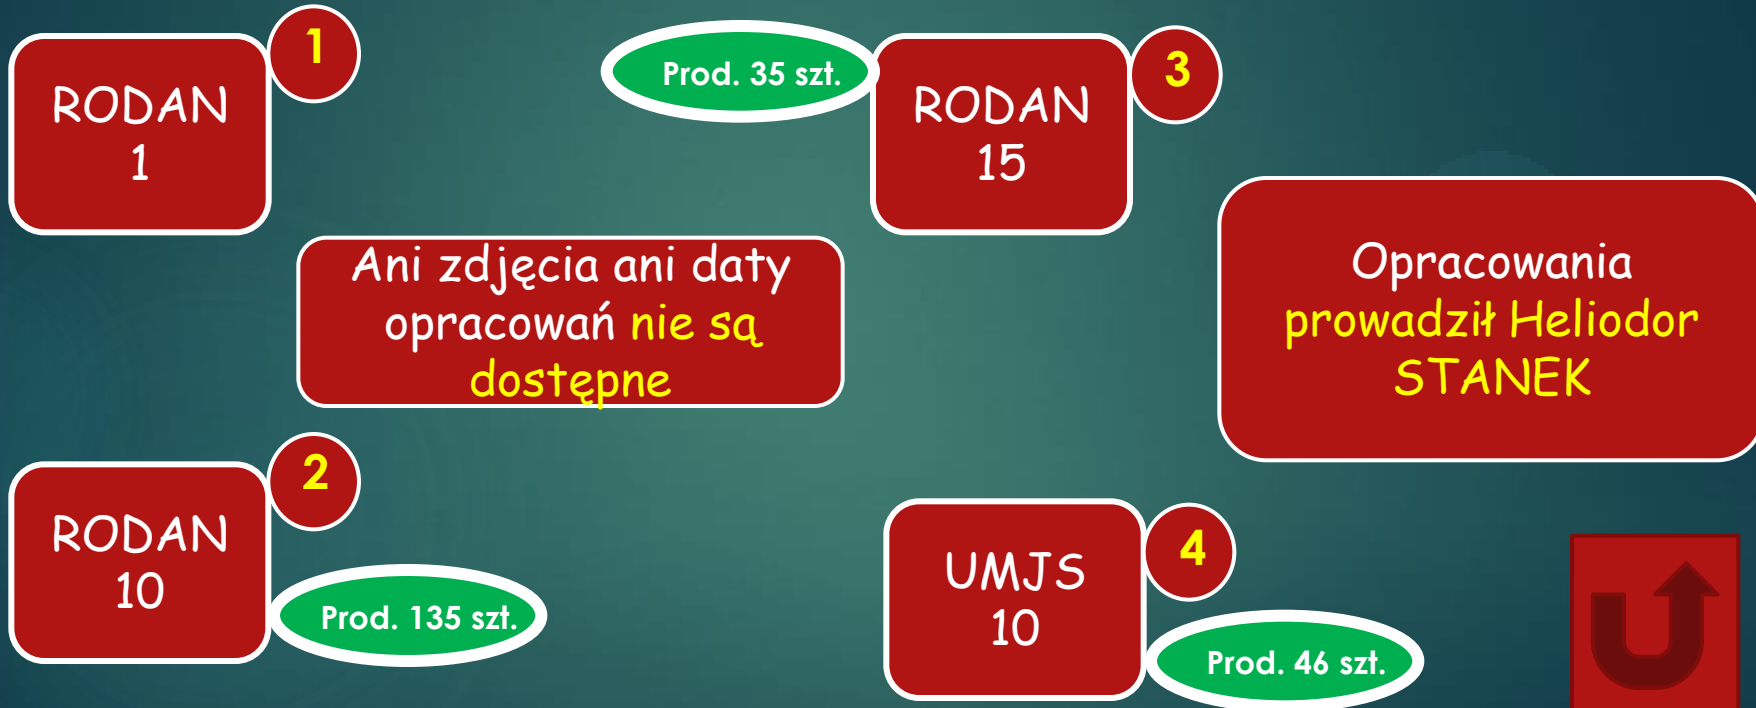 1
RODAN
1
Prod. 35 szt.
3
RODAN
15
Ani zdjęcia ani daty
opracowań nie są
dostępne
Opracowania
prowadził Heliodor
STANEK
2
RODAN
10
Prod. 135 szt.
4
UMJS
10
Prod. 46 szt.